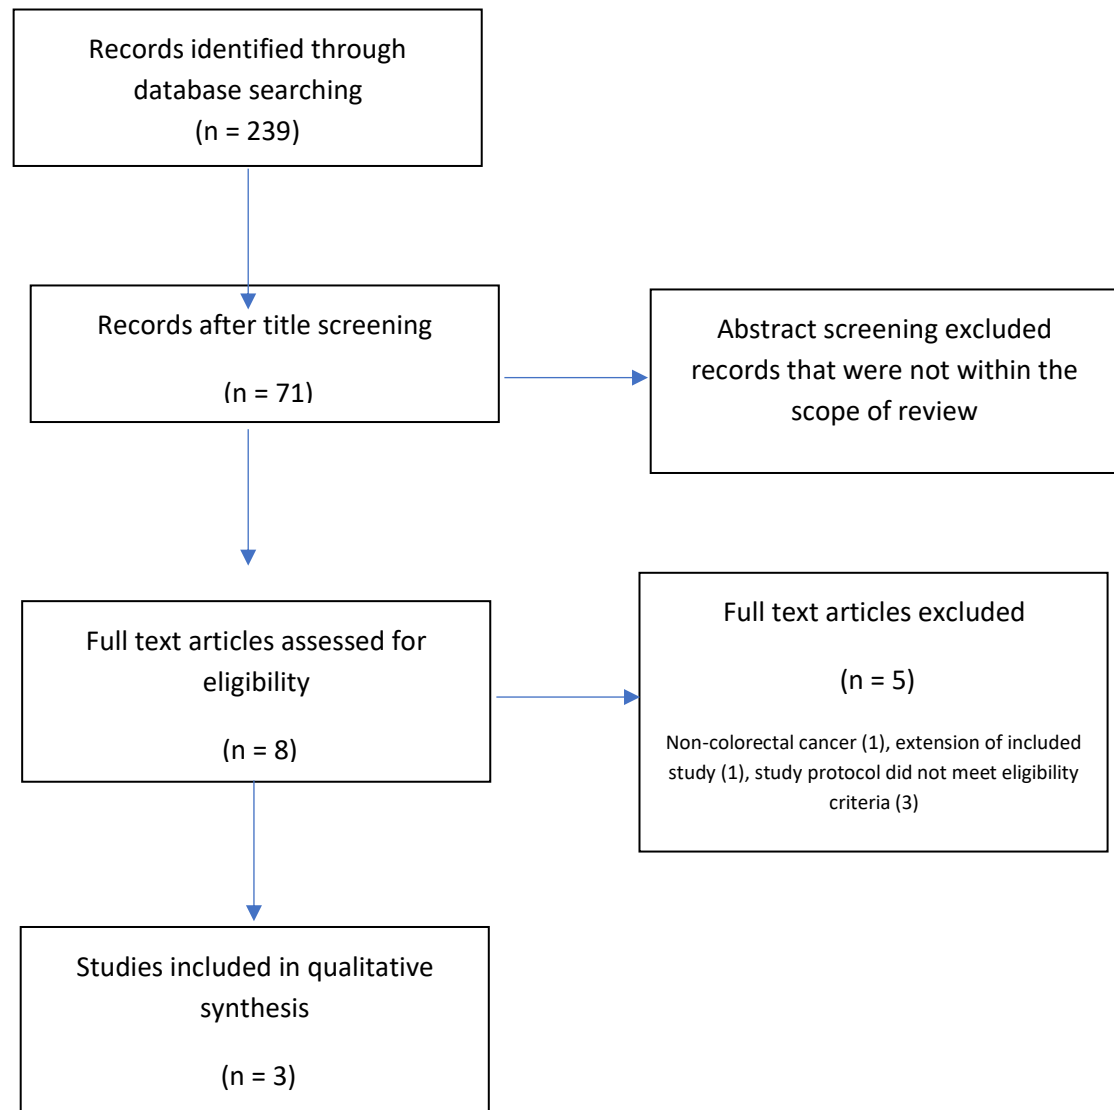 Records identified through
database searching
(n = 239)
Records after title screening
(n = 71)
Abstract screening excluded
records that were not within the
scope of review
Full text articles assessed for
eligibility
(n = 8)
Full text articles excluded
(n = 5)
Non-colorectal cancer (1), extension of included
study (1), study protocol did not meet eligibility
criteria (3)
Studies included in qualitative
synthesis
(n = 3)